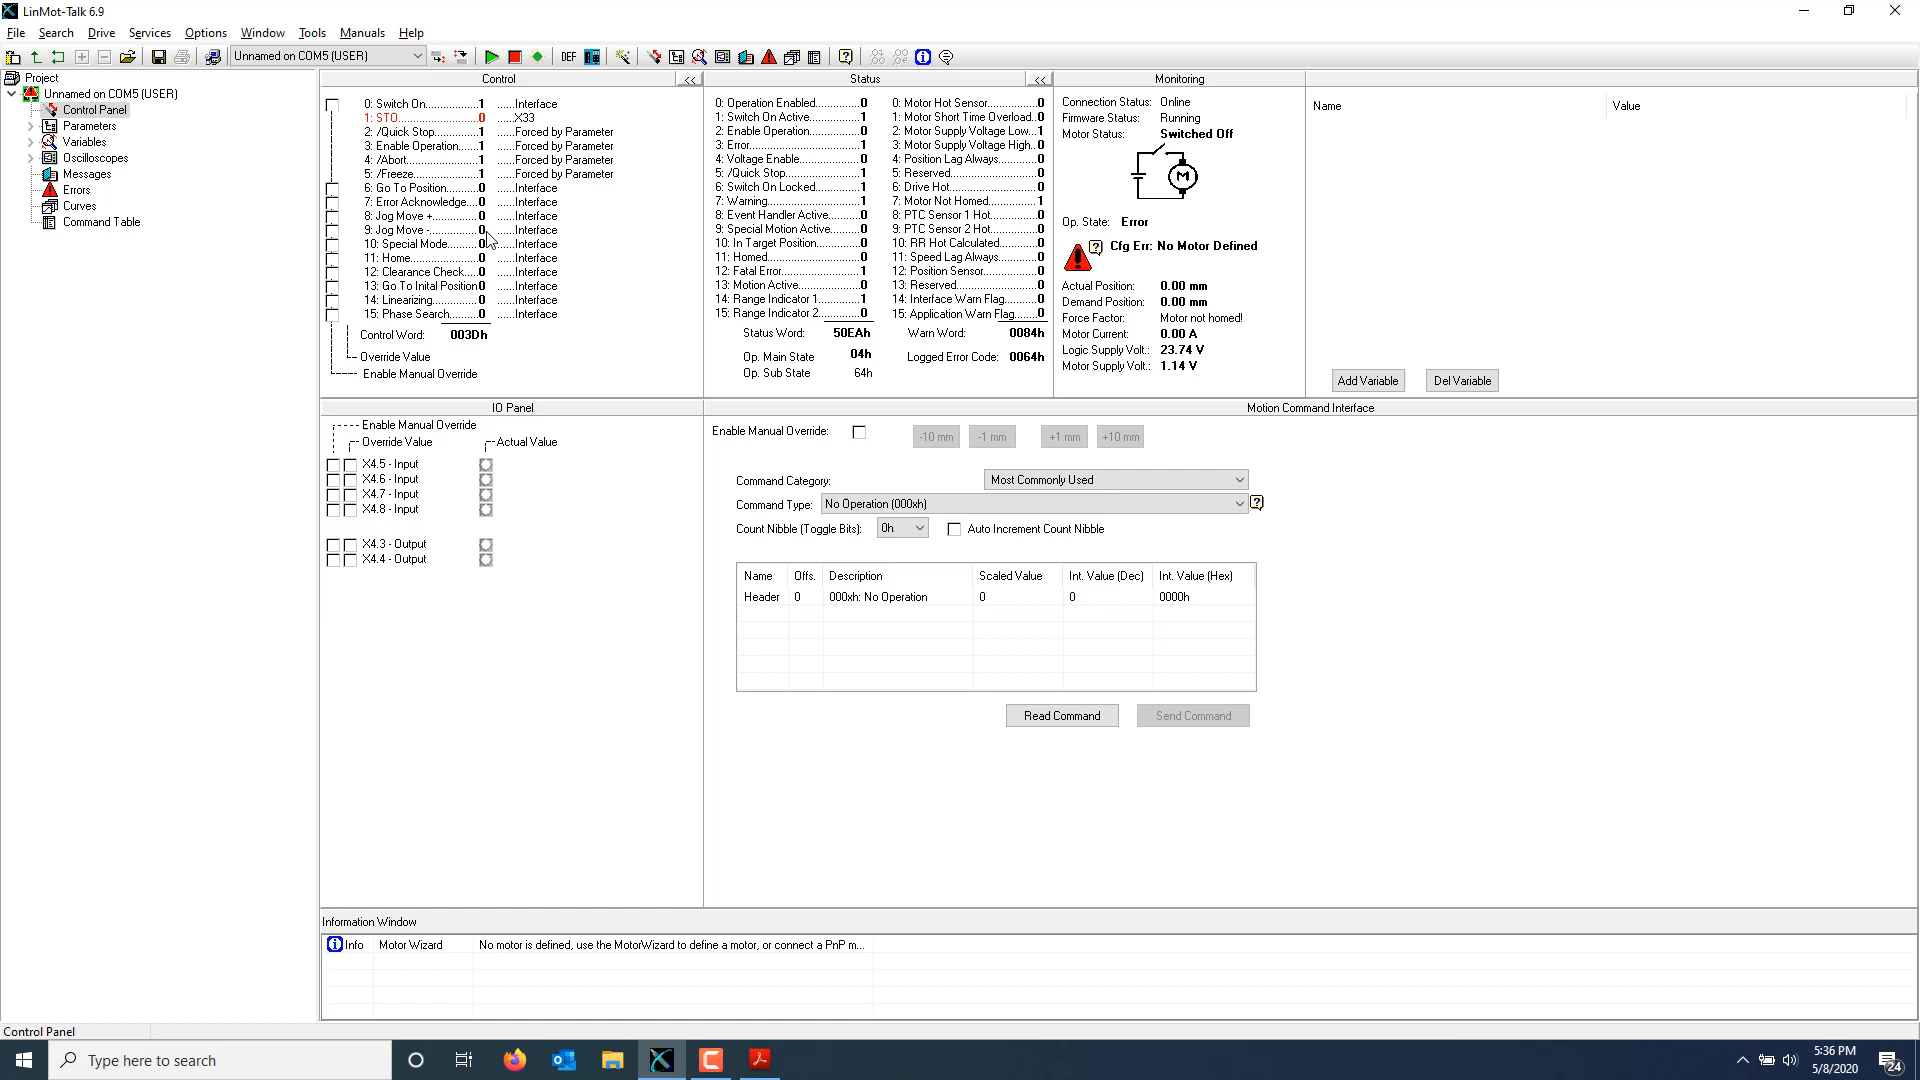 LinMot-Talk 6.9
File Search Drive Services Options Window Tools Manuals Help
Unnamed on COM5 (USER)
DEF
Project
Unnamed on COM5 (USER)
Control Panel
Parameters
Variables
Oscilloscopes
Messages
Errors
Curves
Command Table
Control <<
0: Switch On................1 ......Interface
1: STO......................0 ......X33
2: /Quick Stop............1 ......Forced by Parameter
3: Enable Operation.....1 ......Forced by Parameter
4: /Abort...................1 ......Forced by Parameter
5: /Freeze.................1 ......Forced by Parameter
6: Go To Position........0 ......Interface
7: Error Acknowledge...0 ......Interface
8: Jog Move +............0 ......Interface
9: Jog Move -.............0 ......Interface
10: Special Mode........0 ......Interface
11: Home..................0 ......Interface
12: Clearance Check....0 ......Interface
13: Go To Inital Position0 ......Interface
14: Linearizing............0 ......Interface
15: Phase Search........0 ......Interface
Control Word: 003Dh
Override Value
Enable Manual Override
Status <<
0: Operation Enabled.........0
1: Switch On Active...........1
2: Enable Operation...........0
3: Error..........................1
4: Voltage Enable..............0
5: /Quick Stop..................1
6: Switch On Locked..........1
7: Warning......................1
8: Event Handler Active......0
9: Special Motion Active.....0
10: In Target Position.........0
11: Homed......................0
12: Fatal Error..................1
13: Motion Active..............0
14: Range Indicator 1.........1
15: Range Indicator 2.........0
Status Word: 50EAh
Op. Main State 04h
Op. Sub State 64h
0: Motor Hot Sensor..........0
1: Motor Short Time Overload..0
2: Motor Supply Voltage Low...1
3: Motor Supply Voltage High..0
4: Position Lag Always.........0
5: Reserved.....................0
6: Drive Hot....................0
7: Motor Not Homed............1
8: PTC Sensor 1 Hot...........0
9: PTC Sensor 2 Hot...........0
10: RR Hot Calculated.........0
11: Speed Lag Always.........0
12: Position Sensor............0
13: Reserved....................0
14: Interface Warn Flag........0
15: Application Warn Flag.....0
Warn Word: 0084h
Logged Error Code: 0064h
Monitoring
Connection Status: Online
Firmware Status: Running
Motor Status: Switched Off
M
Op. State: Error
Cfg Err: No Motor Defined
Actual Position: 0.00 mm
Demand Position: 0.00 mm
Force Factor: Motor not homed!
Motor Current: 0.00 A
Logic Supply Volt.: 23.74 V
Motor Supply Volt.: 1.14 V
Name Value
Add Variable Del Variable
IO Panel
Enable Manual Override
Override Value Actual Value
X4.5 - Input
X4.6 - Input
X4.7 - Input
X4.8 - Input
X4.3 - Output
X4.4 - Output
Motion Command Interface
Enable Manual Override: -10 mm -1 mm +1 mm +10 mm
Command Category: Most Commonly Used
Command Type: No Operation (000xh)
Count Nibble (Toggle Bits): 0h Auto Increment Count Nibble
Name Offs. Description Scaled Value Int. Value (Dec) Int. Value (Hex)
Header 0 000xh: No Operation 0 0 0000h
Read Command Send Command
Information Window
Info Motor Wizard No motor is defined, use the MotorWizard to define a motor, or connect a PnP m...
Control Panel
Type here to search
5:36 PM
5/8/2020
24